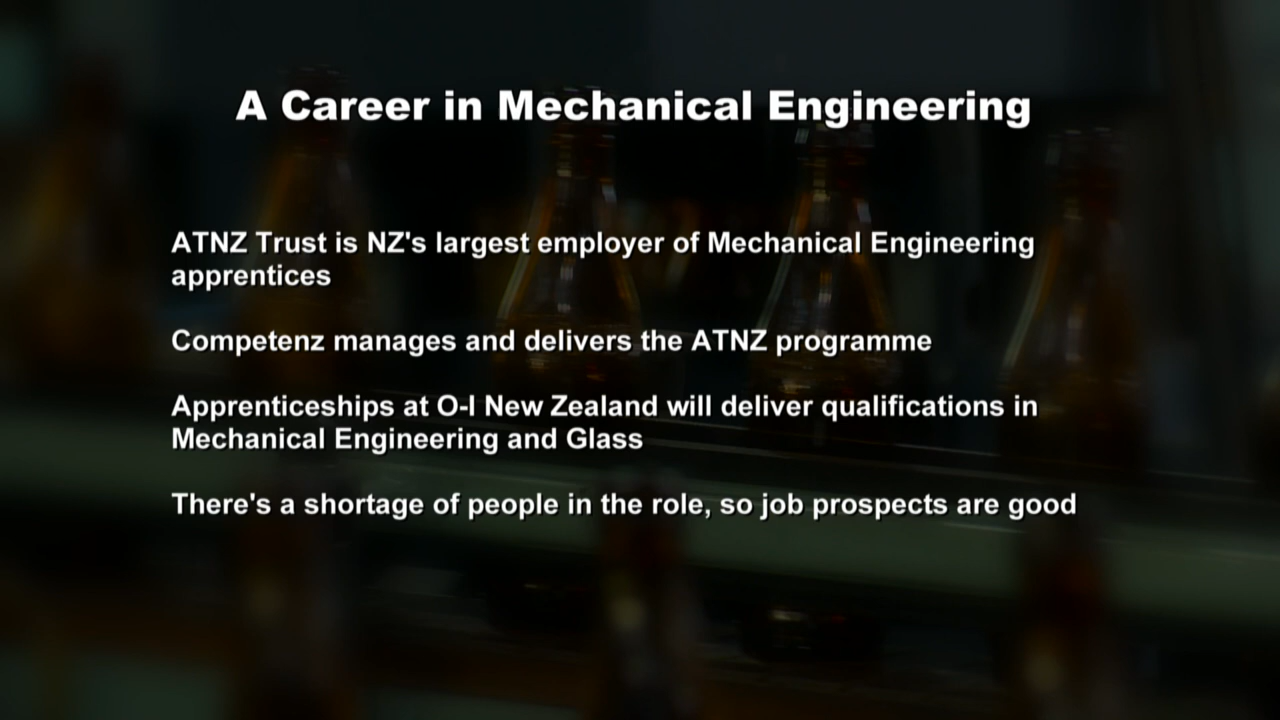 A Career in Mechanical Engineering
ATNZ Trust is NZ's largest employer of Mechanical Engineering
apprentices
Competenz manages and delivers the ATNZ programme
Apprenticeships at O-I New Zealand will deliver qualifications in
Mechanical Engineering and Glass
There's a shortage of people in the role, so job prospects are good